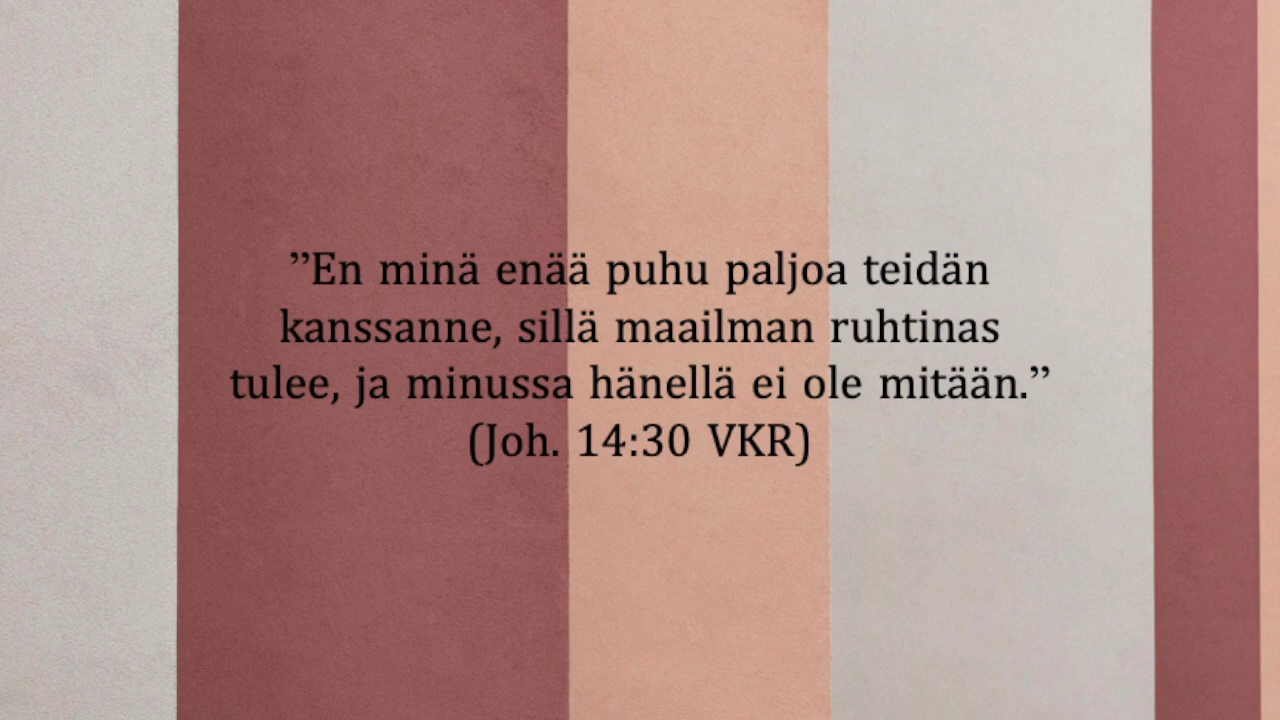 ”En minä enää puhu paljoa teidän
kanssanne, sillä maailman ruhtinas
tulee, ja minussa hänellä ei ole mitään.”
(Joh. 14:30 VKR)